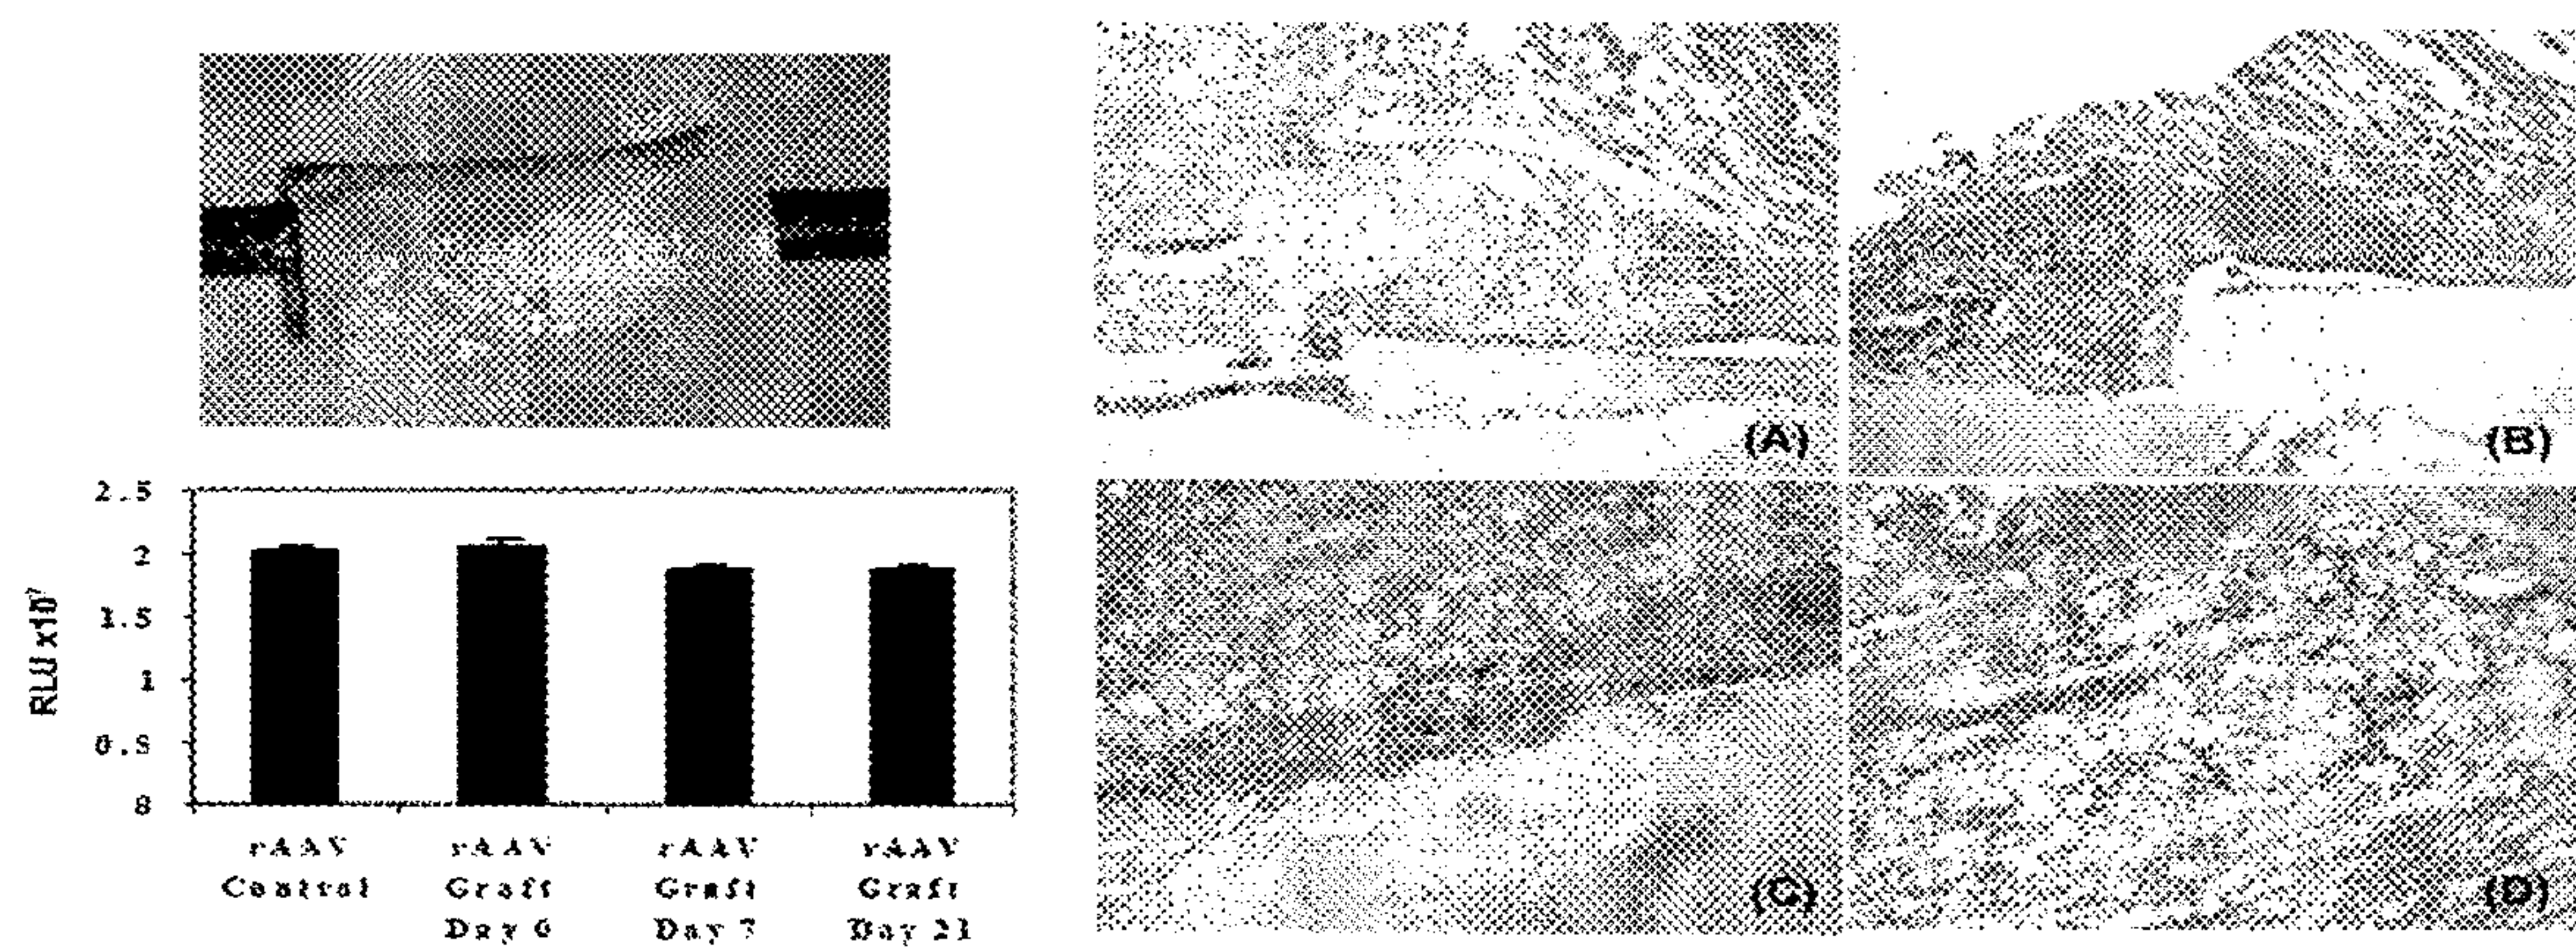 2.5
2
1.5
1
0.5
0
RLU x10⁷
rAAV Control
rAAV Graft Day 0
rAAV Graft Day 7
rAAV Graft Day 21
(A)
(B)
(C)
(D)